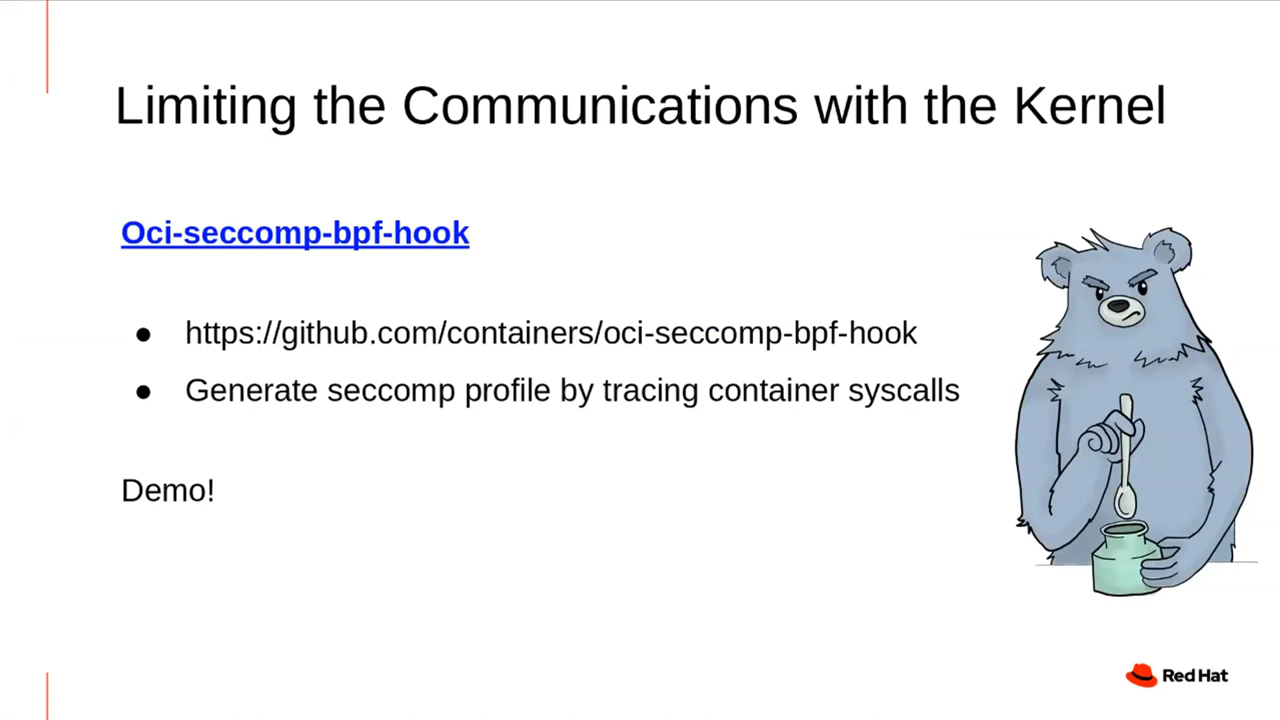 Limiting the Communications with the Kernel
Oci-seccomp-bpf-hook
● https://github.com/containers/oci-seccomp-bpf-hook
● Generate seccomp profile by tracing container syscalls
Demo!
Red Hat